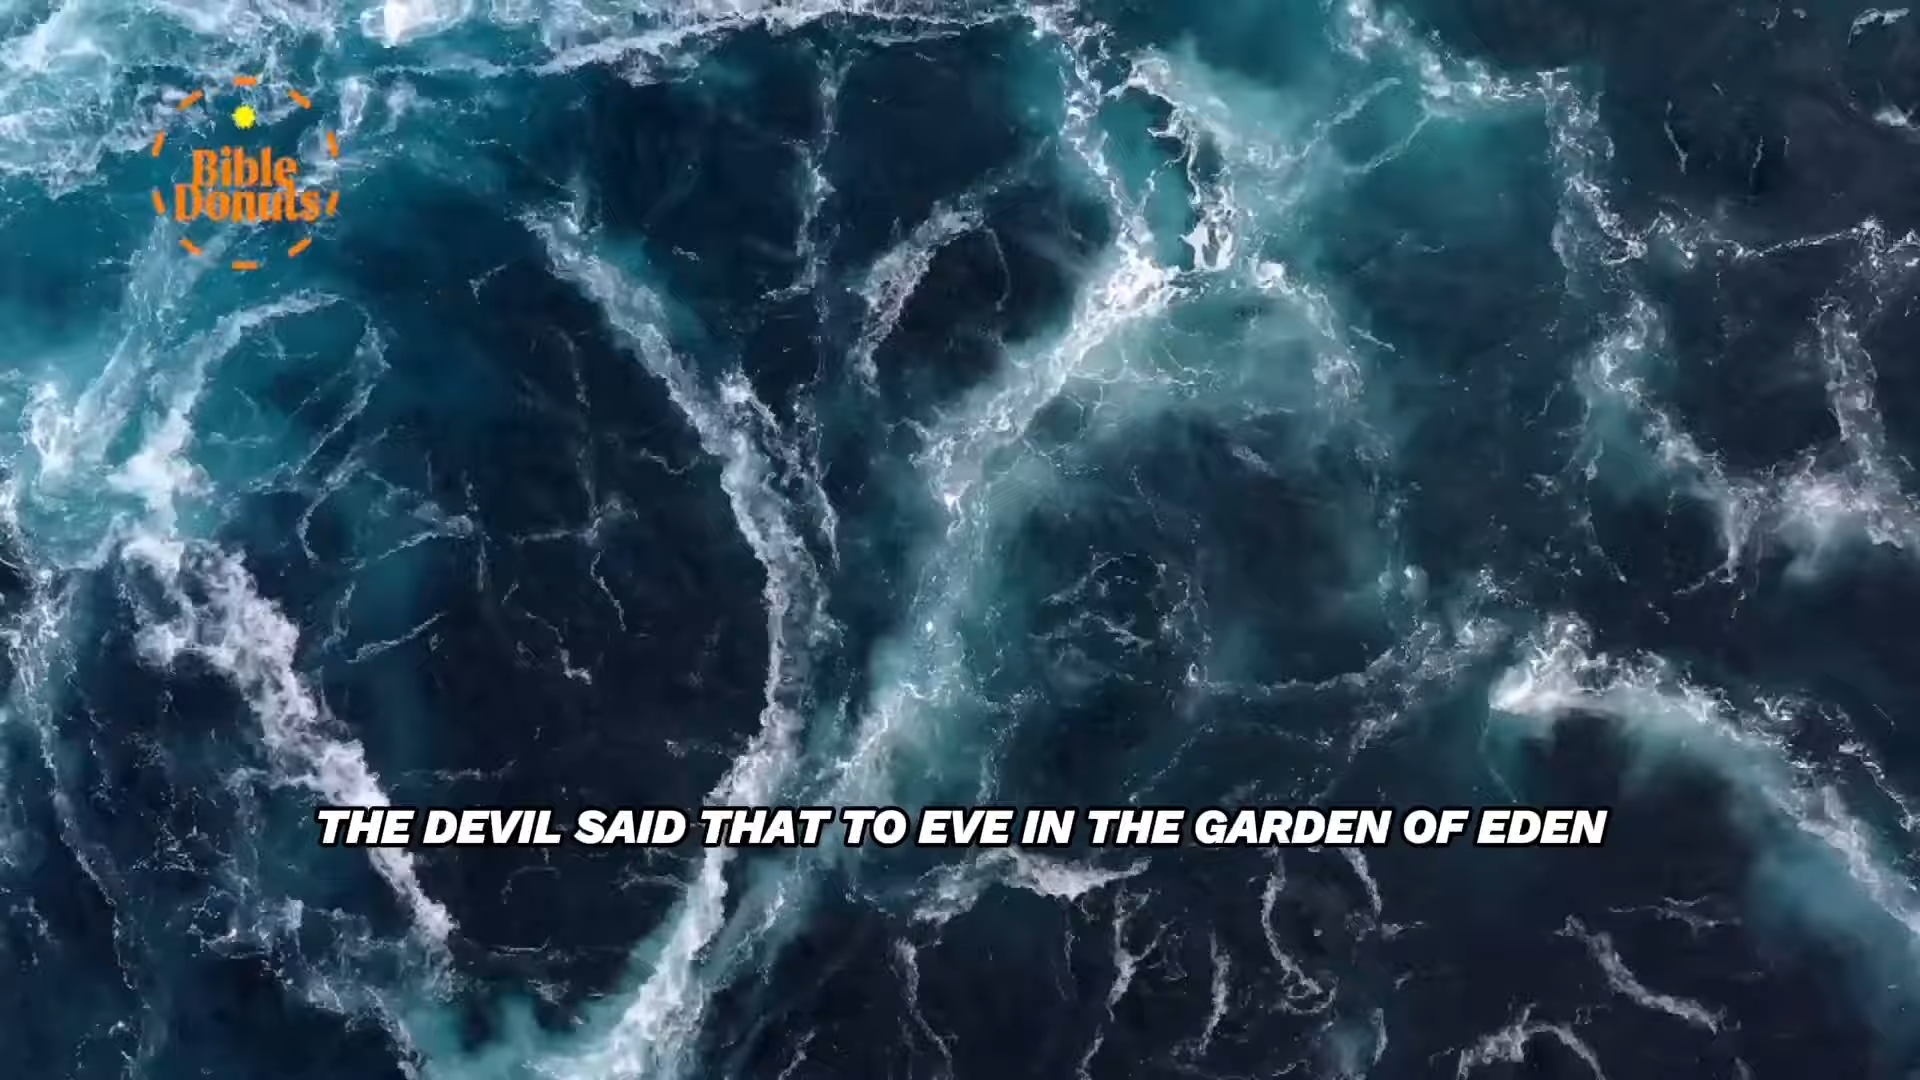 Bible
Donuts
THE DEVIL SAID THAT TO EVE IN THE GARDEN OF EDEN